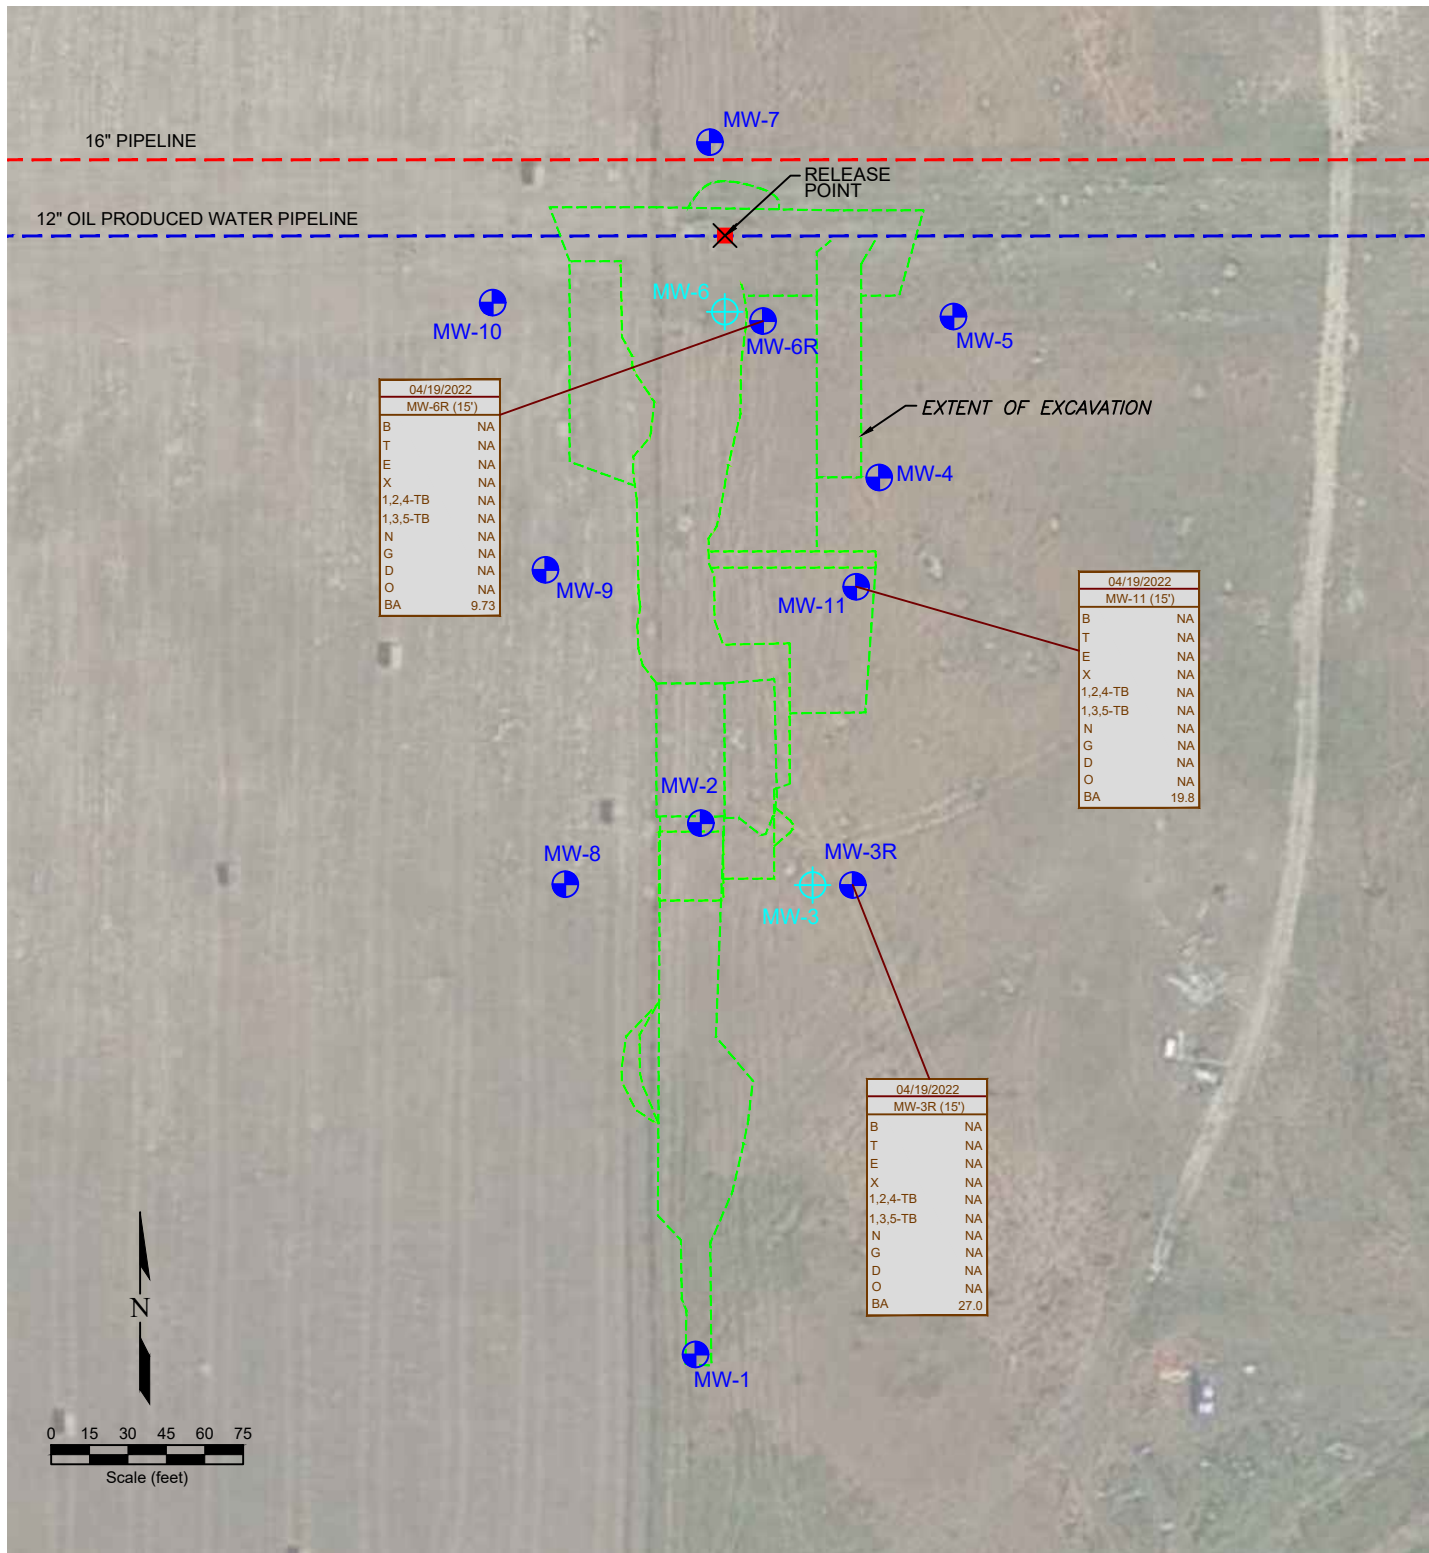 MW-7
16" PIPELINE
RELEASE
POINT
12" OIL PRODUCED WATER PIPELINE
MW-6
MW-10
MW-6R
MW-5
04/19/2022
MW-6R (15')
B NA
T NA
E NA
X NA
1,2,4-TB NA
1,3,5-TB NA
N NA
G NA
D NA
O NA
BA 9.73
EXTENT OF EXCAVATION
MW-4
MW-9
MW-11
04/19/2022
MW-11 (15')
B NA
T NA
E NA
X NA
1,2,4-TB NA
1,3,5-TB NA
N NA
G NA
D NA
O NA
BA 19.8
MW-2
MW-8
MW-3R
MW-3
04/19/2022
MW-3R (15')
B NA
T NA
E NA
X NA
1,2,4-TB NA
1,3,5-TB NA
N NA
G NA
D NA
O NA
BA 27.0
N
MW-1
0 15 30 45 60 75
Scale (feet)